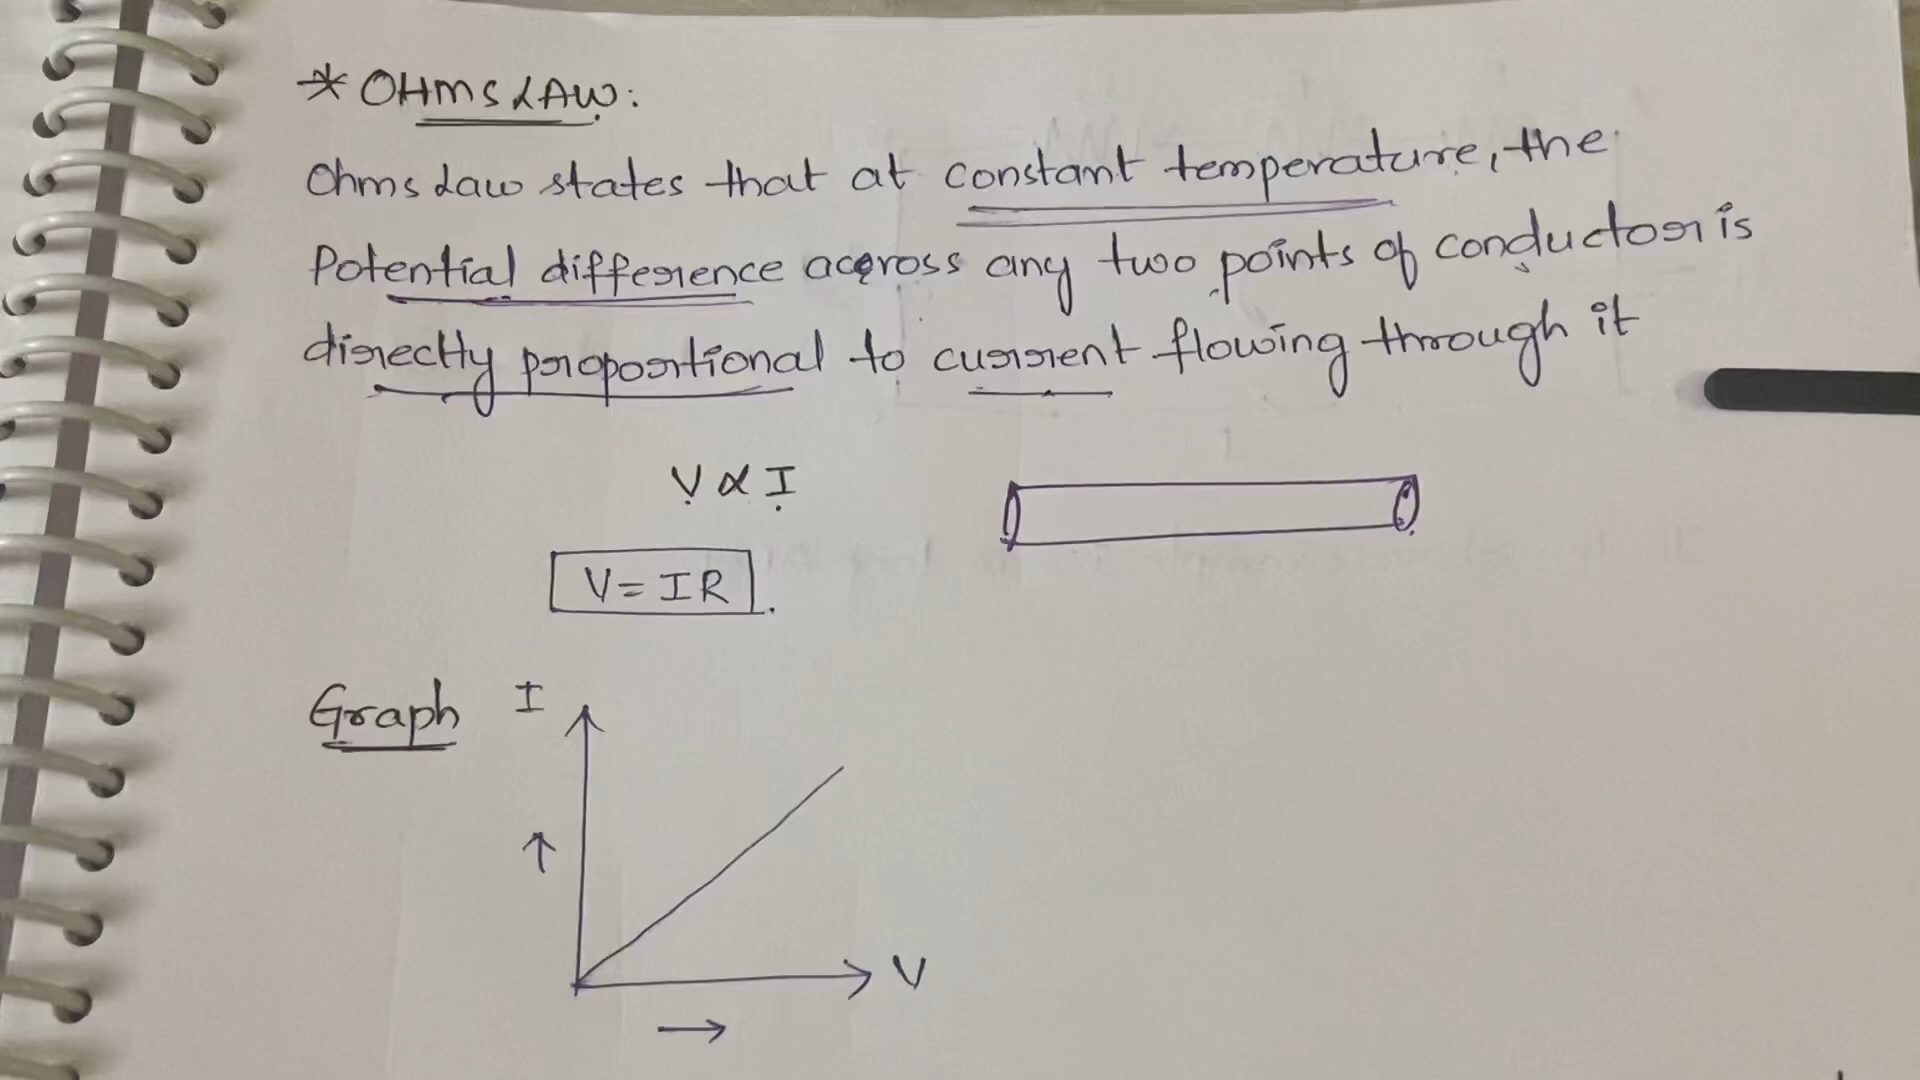 * OHMS LAW:
Ohms Law states that at constant temperature, the
Potential difference across any two points of conductor is
directly proportional to current flowing through it
V ∝ I
V = IR
Graph
I
↑
V
→